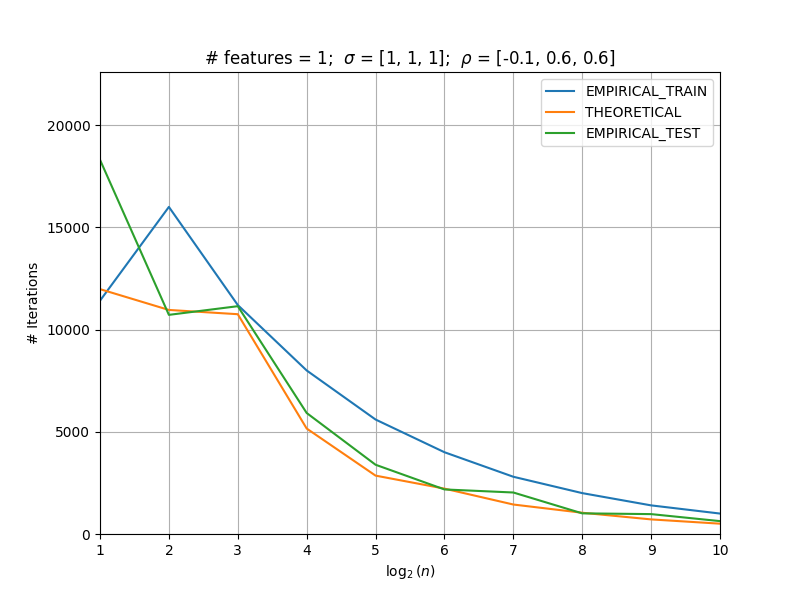 # features = 1; σ = [1, 1, 1]; ρ = [-0.1, 0.6, 0.6]
EMPIRICAL_TRAIN
THEORETICAL
EMPIRICAL_TEST
# Iterations
20000
15000
10000
5000
0
1 2 3 4 5 6 7 8 9 10
log₂(n)